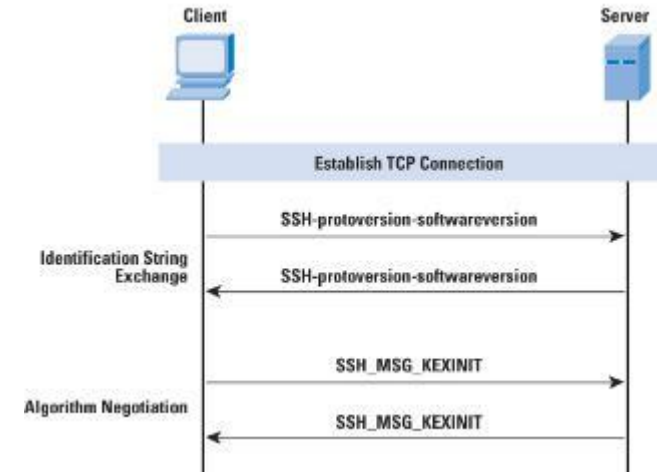 Client
Server
Establish TCP Connection
SSH-protoversion-softwareversion
Identification String
Exchange
SSH-protoversion-softwareversion
SSH_MSG_KEXINIT
Algorithm Negotiation
SSH_MSG_KEXINIT